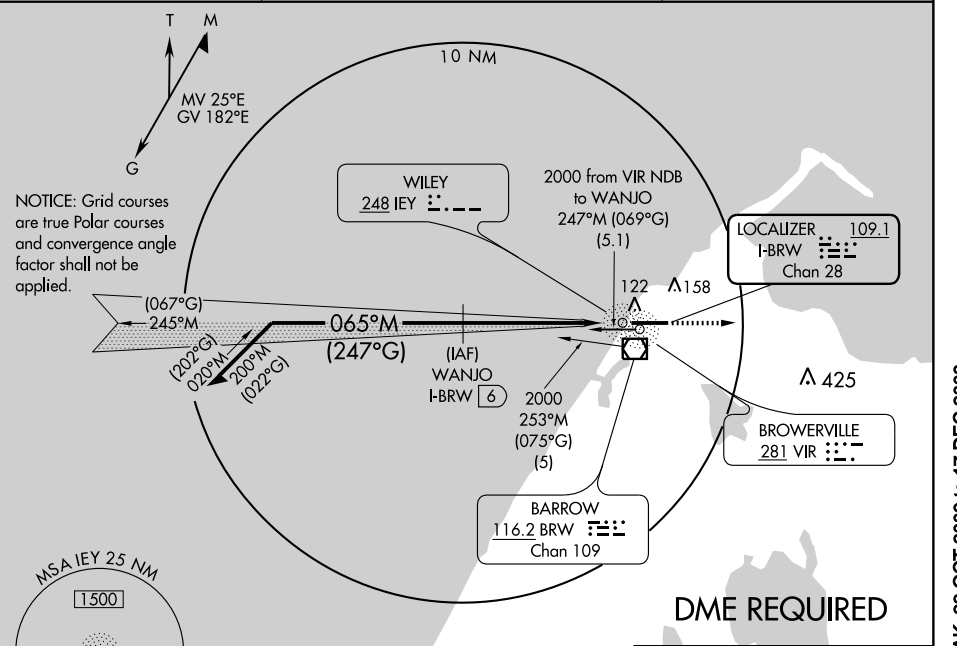 T M
MV 25°E
GV 182°E
G
NOTICE: Grid courses
are true Polar courses
and convergence angle
factor shall not be
applied.
10 NM
WILEY
248 IEY
2000 from VIR NDB
to WANJO
247°M (069°G)
(5.1)
LOCALIZER 109.1
I-BRW
Chan 28
122
158
(067°G)
245°M
065°M
(247°G)
(202°G)
020°M
200°M
(022°G)
(IAF)
WANJO
I-BRW 6
2000
253°M
(075°G)
(5)
425
BROWERVILLE
281 VIR
BARROW
116.2 BRW
Chan 109
MSA IEY 25 NM
1500
DME REQUIRED